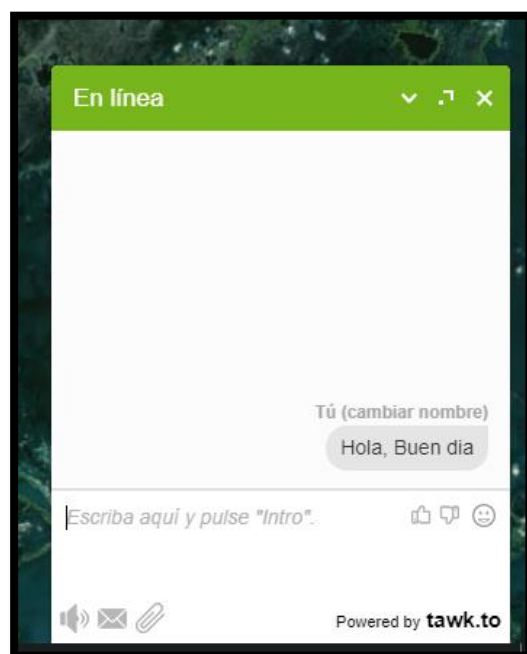 En línea
Tú (cambiar nombre)
Hola, Buen dia
Escriba aquí y pulse "Intro".
Powered by tawk.to